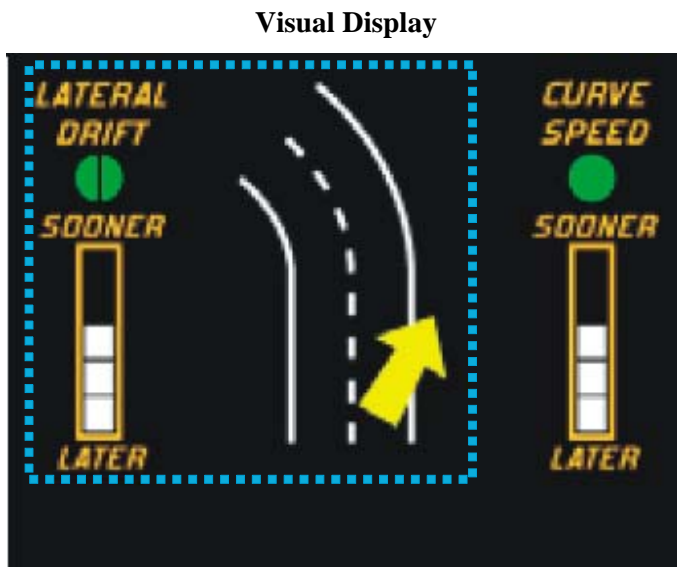 Visual Display
LATERAL
DRIFT
SOONER
LATER
CURVE
SPEED
SOONER
LATER